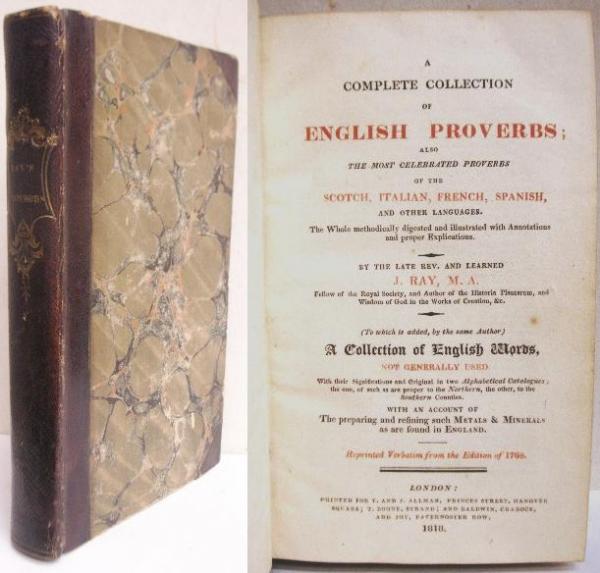 RAY'S
PROVERBS
A
COMPLETE COLLECTION
OF
ENGLISH PROVERBS;
ALSO
THE MOST CELEBRATED PROVERBS
OF THE
SCOTCH, ITALIAN, FRENCH, SPANISH,
AND OTHER LANGUAGES.
The Whole methodically digested and illustrated with Annotations
and proper Explications.
BY THE LATE REV. AND LEARNED
J. RAY, M. A.
Fellow of the Royal Society, and Author of the Historia Plantarum, and
Wisdom of God in the Works of Creation, &c.
(To which is added, by the same Author)
A Collection of English Words,
NOT GENERALLY USED
With their Significations and Original in two Alphabetical Catalogues;
the one, of such as are proper to the Northern, the other, to the
Southern Counties.
WITH AN ACCOUNT OF
The preparing and refining such METALS & MINERALS
as are found in ENGLAND.
Reprinted Verbatim from the Edition of 1768.
LONDON:
PRINTED FOR T. AND J. ALLMAN, PRINCES STREET, HANOVER
SQUARE; T. BOONE, STRAND; AND BALDWIN, CRADOCK,
AND JOY, PATERNOSTER ROW,
1818.